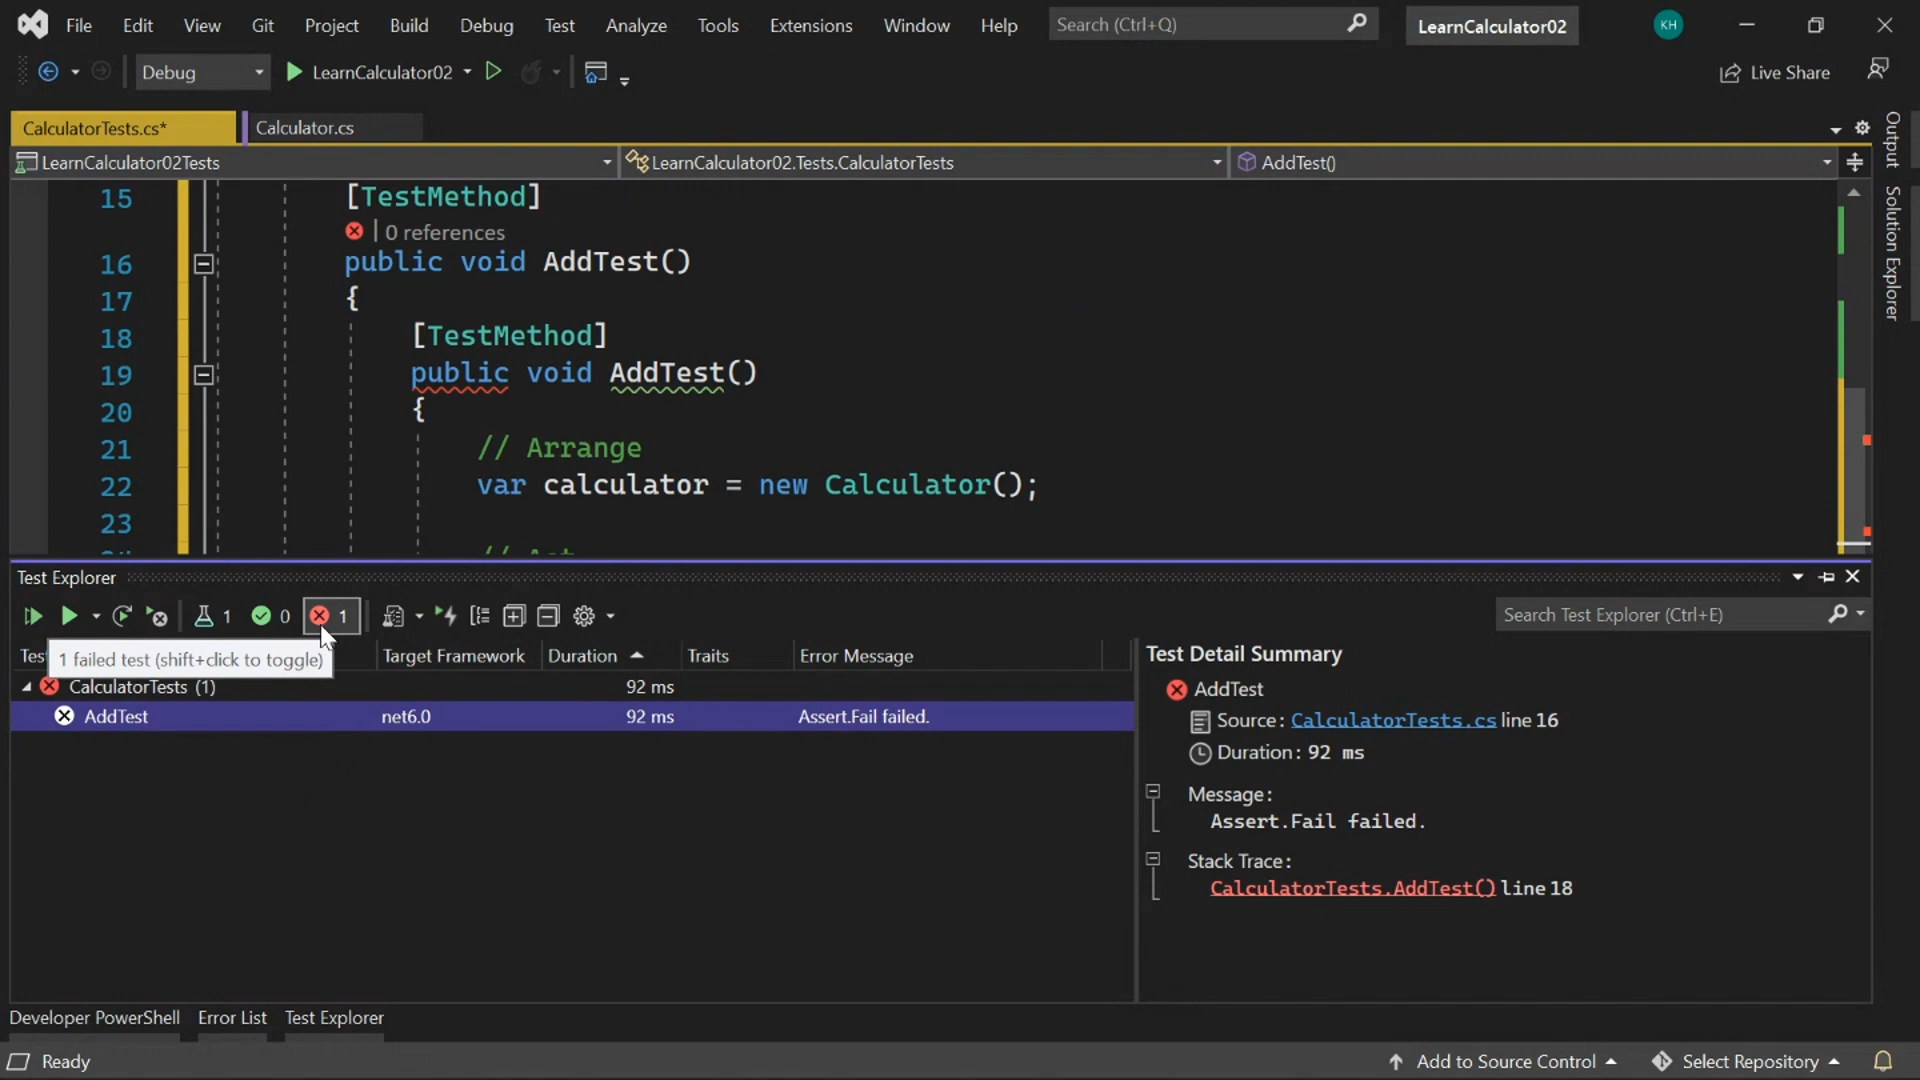 File Edit View Git Project Build Debug Test Analyze Tools Extensions Window Help Search (Ctrl+Q) LearnCalculator02 KH
Debug LearnCalculator02 Live Share
CalculatorTests.cs* Calculator.cs
LearnCalculator02Tests LearnCalculator02.Tests.CalculatorTests AddTest()
Output
Solution Explorer
15 [TestMethod]
0 references
16 public void AddTest()
17 {
18 [TestMethod]
19 public void AddTest()
20 {
21 // Arrange
22 var calculator = new Calculator();
23
Test Explorer
1 0 1 Search Test Explorer (Ctrl+E)
1 failed test (shift+click to toggle) Target Framework Duration Traits Error Message
CalculatorTests (1) 92 ms
AddTest net6.0 92 ms Assert.Fail failed.
Test Detail Summary
AddTest
Source: CalculatorTests.cs line 16
Duration: 92 ms
Message:
Assert.Fail failed.
Stack Trace:
CalculatorTests.AddTest() line 18
Developer PowerShell Error List Test Explorer
Ready Add to Source Control Select Repository